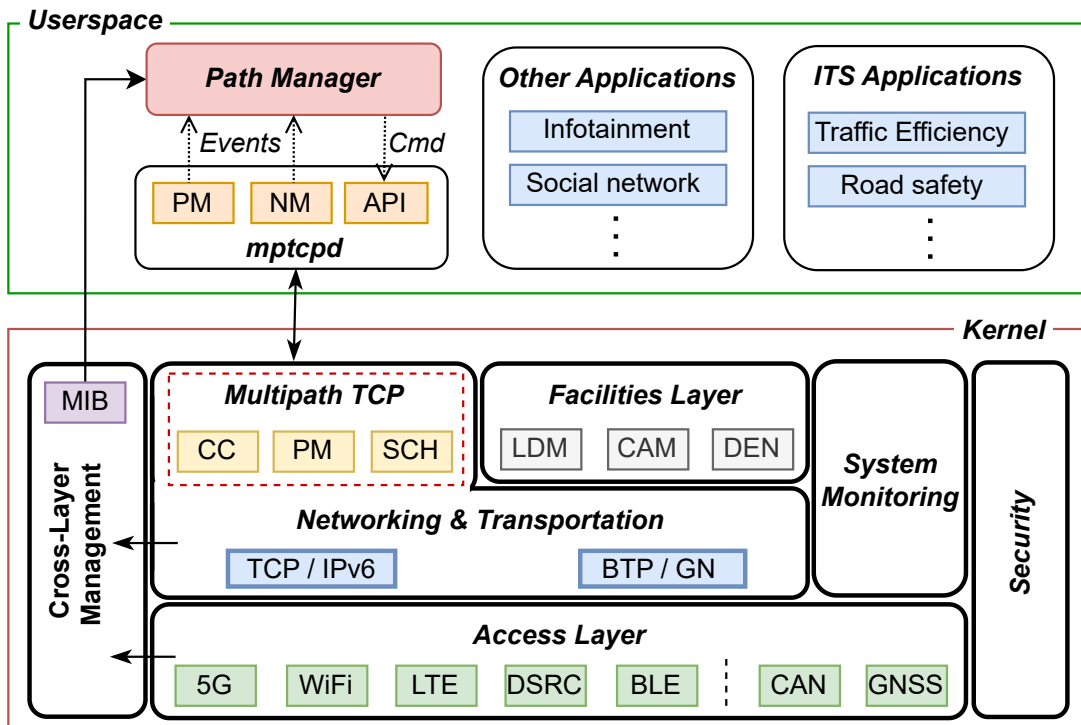 Userspace
Path Manager
Events
Cmd
PM
NM
API
mptcpd
Other Applications
Infotainment
Social network
ITS Applications
Traffic Efficiency
Road safety
Kernel
MIB
Cross-Layer
Management
Multipath TCP
CC
PM
SCH
Facilities Layer
LDM
CAM
DEN
System
Monitoring
Security
Networking & Transportation
TCP / IPv6
BTP / GN
Access Layer
5G
WiFi
LTE
DSRC
BLE
CAN
GNSS